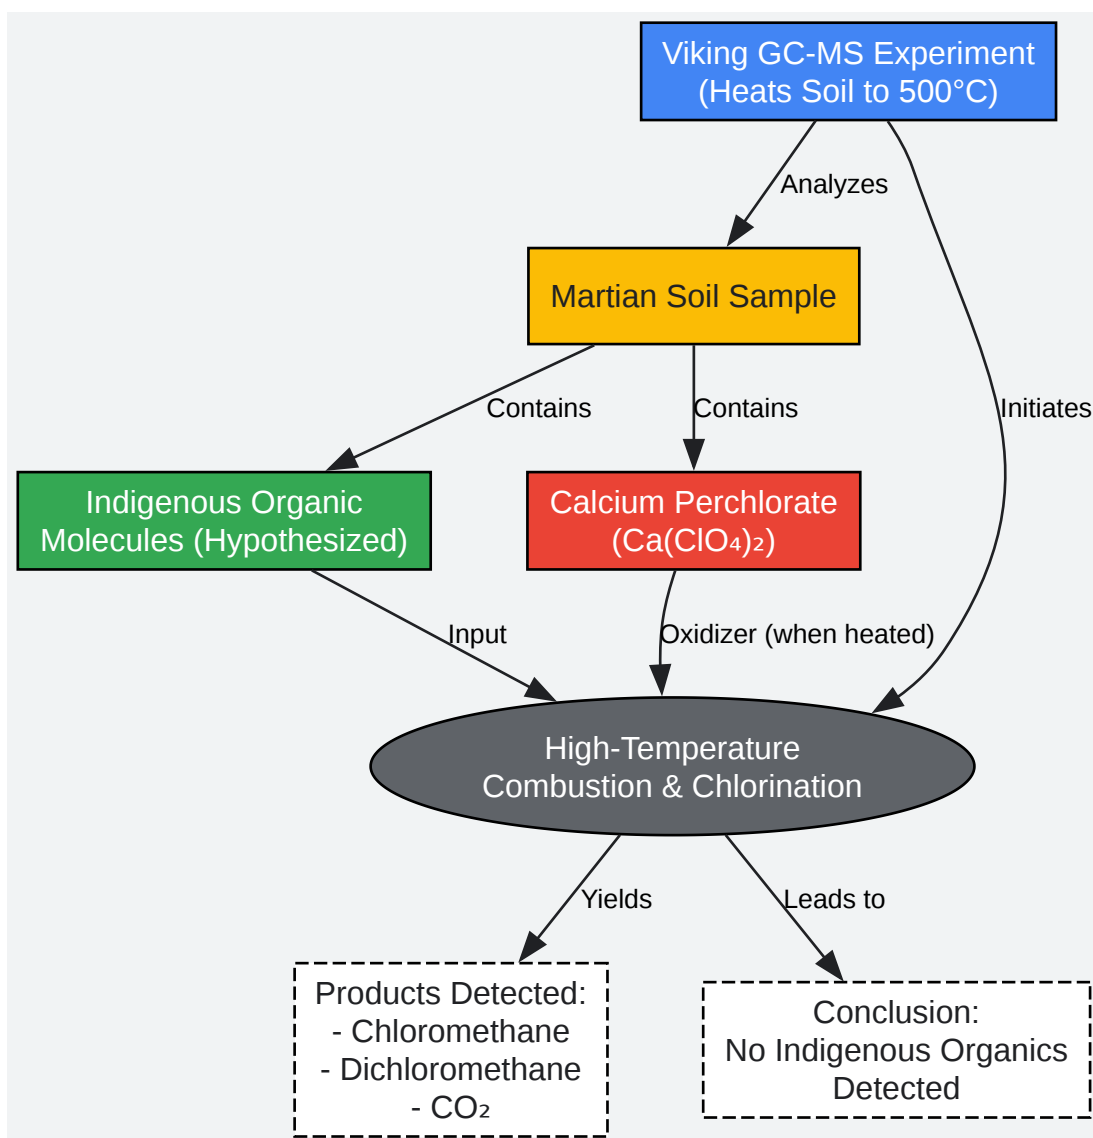 Viking GC-MS Experiment
(Heats Soil to 500°C)
Analyzes
Martian Soil Sample
Contains
Contains
Initiates
Indigenous Organic
Molecules (Hypothesized)
Calcium Perchlorate
(Ca(ClO₄)₂)
Input
Oxidizer (when heated)
High-Temperature
Combustion & Chlorination
Yields
Leads to
Products Detected:
- Chloromethane
- Dichloromethane
- CO₂
Conclusion:
No Indigenous Organics
Detected